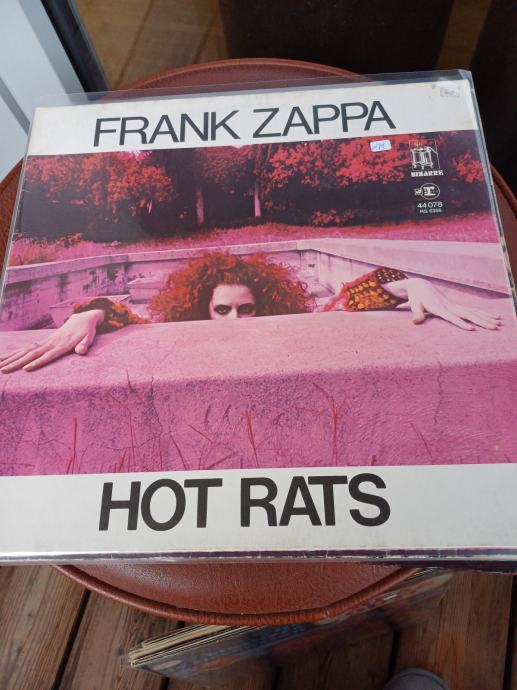 FRANK ZAPPA
BIZARRE
44 078
RS 6356
HOT RATS